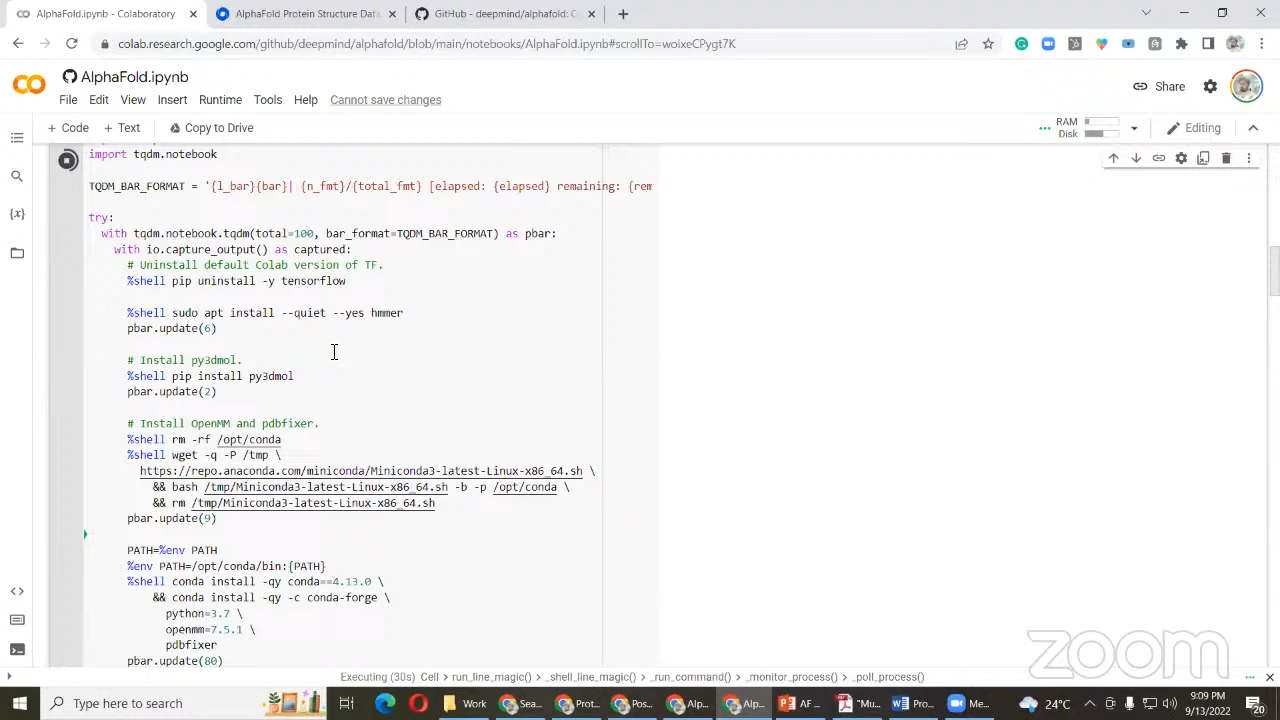 AlphaFold.ipynb - Colaboratory
AlphaFold Protein Structure Data
GitHub - deepmind/alphafold: O
colab.research.google.com/github/deepmind/alphafold/blob/main/notebooks/AlphaFold.ipynb#scrollTo=woIxeCPygt7K
AlphaFold.ipynb
Share
File Edit View Insert Runtime Tools Help Cannot save changes
+ Code + Text Copy to Drive
RAM
Disk
Editing
import tqdm.notebook
TQDM_BAR_FORMAT = '{l_bar}{bar}| {n_fmt}/{total_fmt} [elapsed: {elapsed} remaining: {rem
try:
with tqdm.notebook.tqdm(total=100, bar_format=TQDM_BAR_FORMAT) as pbar:
with io.capture_output() as captured:
# Uninstall default Colab version of TF.
%shell pip uninstall -y tensorflow
%shell sudo apt install --quiet --yes hmmer
pbar.update(6)
# Install py3dmol.
%shell pip install py3dmol
pbar.update(2)
# Install OpenMM and pdbfixer.
%shell rm -rf /opt/conda
%shell wget -q -P /tmp \
https://repo.anaconda.com/miniconda/Miniconda3-latest-Linux-x86_64.sh \
&& bash /tmp/Miniconda3-latest-Linux-x86_64.sh -b -p /opt/conda \
&& rm /tmp/Miniconda3-latest-Linux-x86_64.sh
pbar.update(9)
PATH=%env PATH
%env PATH=/opt/conda/bin:{PATH}
%shell conda install -qy conda==4.13.0 \
&& conda install -qy -c conda-forge \
python=3.7 \
openmm=7.5.1 \
pdbfixer
pbar.update(80)
zoom
Executing (30s) Cell > run_line_magic() > _shell_line_magic() > _run_command() > _monitor_process() > _poll_process()
Type here to search
Work
Sea
Prot
Pos
Alp
Alp
AF ...
"Mu
Pro
Me
24°C
9:09 PM
9/13/2022
20